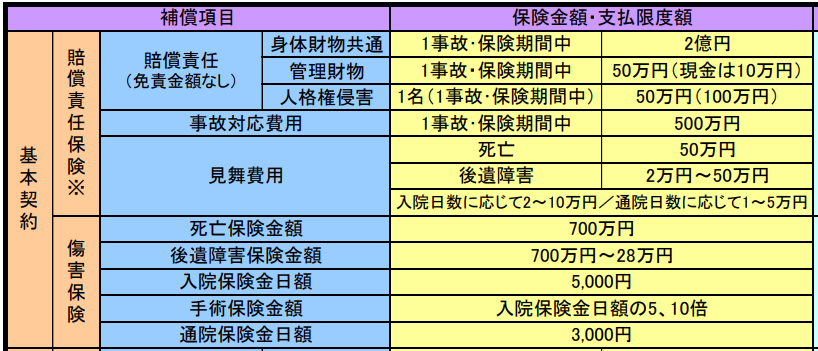 補償項目 保険金額・支払限度額
基本契約
賠償責任保険※
賠償責任 身体財物共通 1事故・保険期間中 2億円
(免責金額なし) 管理財物 1事故・保険期間中 50万円(現金は10万円)
人格権侵害 1名(1事故・保険期間中) 50万円(100万円)
事故対応費用 1事故・保険期間中 500万円
見舞費用 死亡 50万円
後遺障害 2万円～50万円
入院日数に応じて2～10万円／通院日数に応じて1～5万円
傷害保険
死亡保険金額 700万円
後遺障害保険金額 700万円～28万円
入院保険金日額 5,000円
手術保険金額 入院保険金日額の5、10倍
通院保険金日額 3,000円